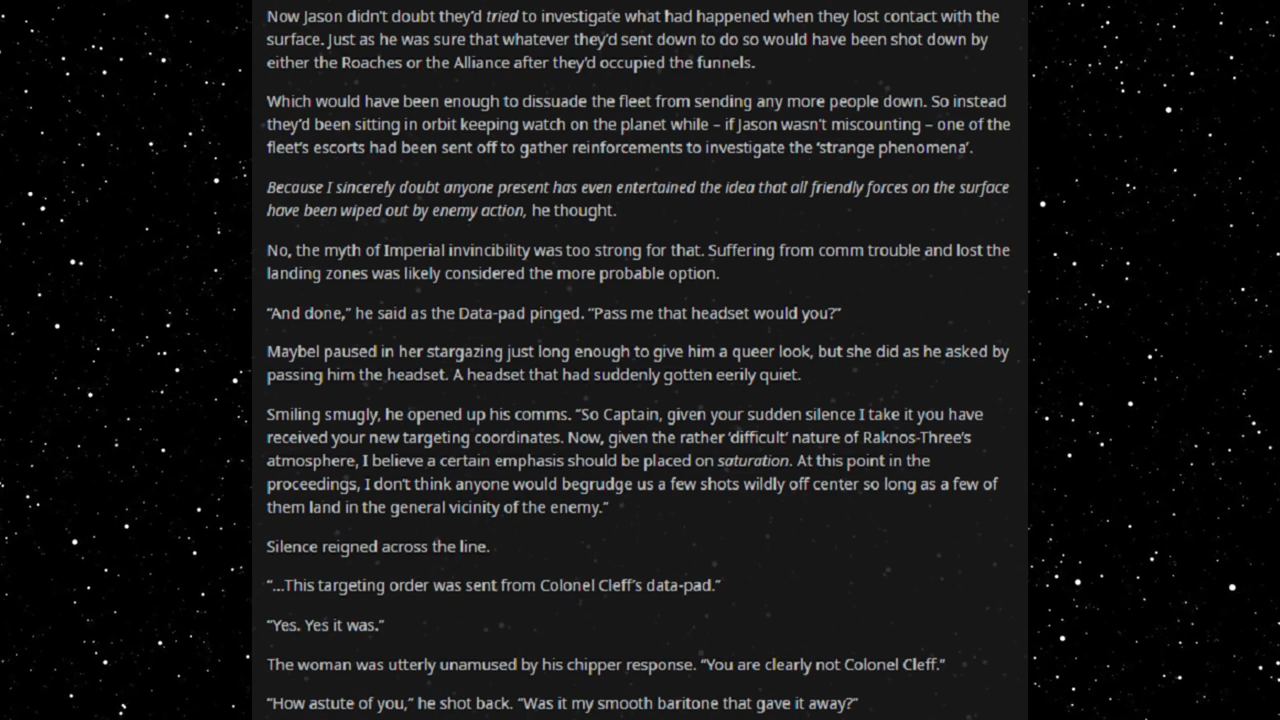 Now Jason didn't doubt they'd tried to investigate what had happened when they lost contact with the
surface. Just as he was sure that whatever they'd sent down to do so would have been shot down by
either the Roaches or the Alliance after they'd occupied the funnels.
Which would have been enough to dissuade the fleet from sending any more people down. So instead
they'd been sitting in orbit keeping watch on the planet while – if Jason wasn't miscounting – one of the
fleet's escorts had been sent off to gather reinforcements to investigate the ‘strange phenomena’.
Because I sincerely doubt anyone present has even entertained the idea that all friendly forces on the surface
have been wiped out by enemy action, he thought.
No, the myth of Imperial invincibility was too strong for that. Suffering from comm trouble and lost the
landing zones was likely considered the more probable option.
“And done,” he said as the Data-pad pinged. “Pass me that headset would you?”
Maybel paused in her stargazing just long enough to give him a queer look, but she did as he asked by
passing him the headset. A headset that had suddenly gotten eerily quiet.
Smiling smugly, he opened up his comms. “So Captain, given your sudden silence I take it you have
received your new targeting coordinates. Now, given the rather ‘difficult’ nature of Raknos-Three's
atmosphere, I believe a certain emphasis should be placed on saturation. At this point in the
proceedings, I don't think anyone would begrudge us a few shots wildly off center so long as a few of
them land in the general vicinity of the enemy.”
Silence reigned across the line.
“…This targeting order was sent from Colonel Cleff's data-pad.”
“Yes. Yes it was.”
The woman was utterly unamused by his chipper response. “You are clearly not Colonel Cleff.”
“How astute of you,” he shot back. “Was it my smooth baritone that gave it away?”